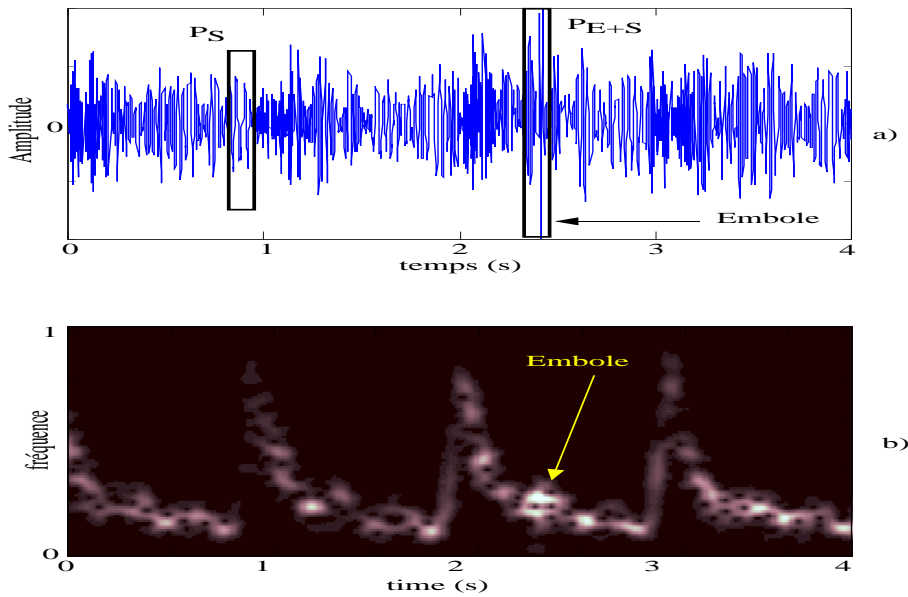 P_S
P_E+S
Amplitude
0
a)
Embole
0 1 2 3 4
temps (s)
1
Embole
fréquence
b)
0
0 1 2 3 4
time (s)